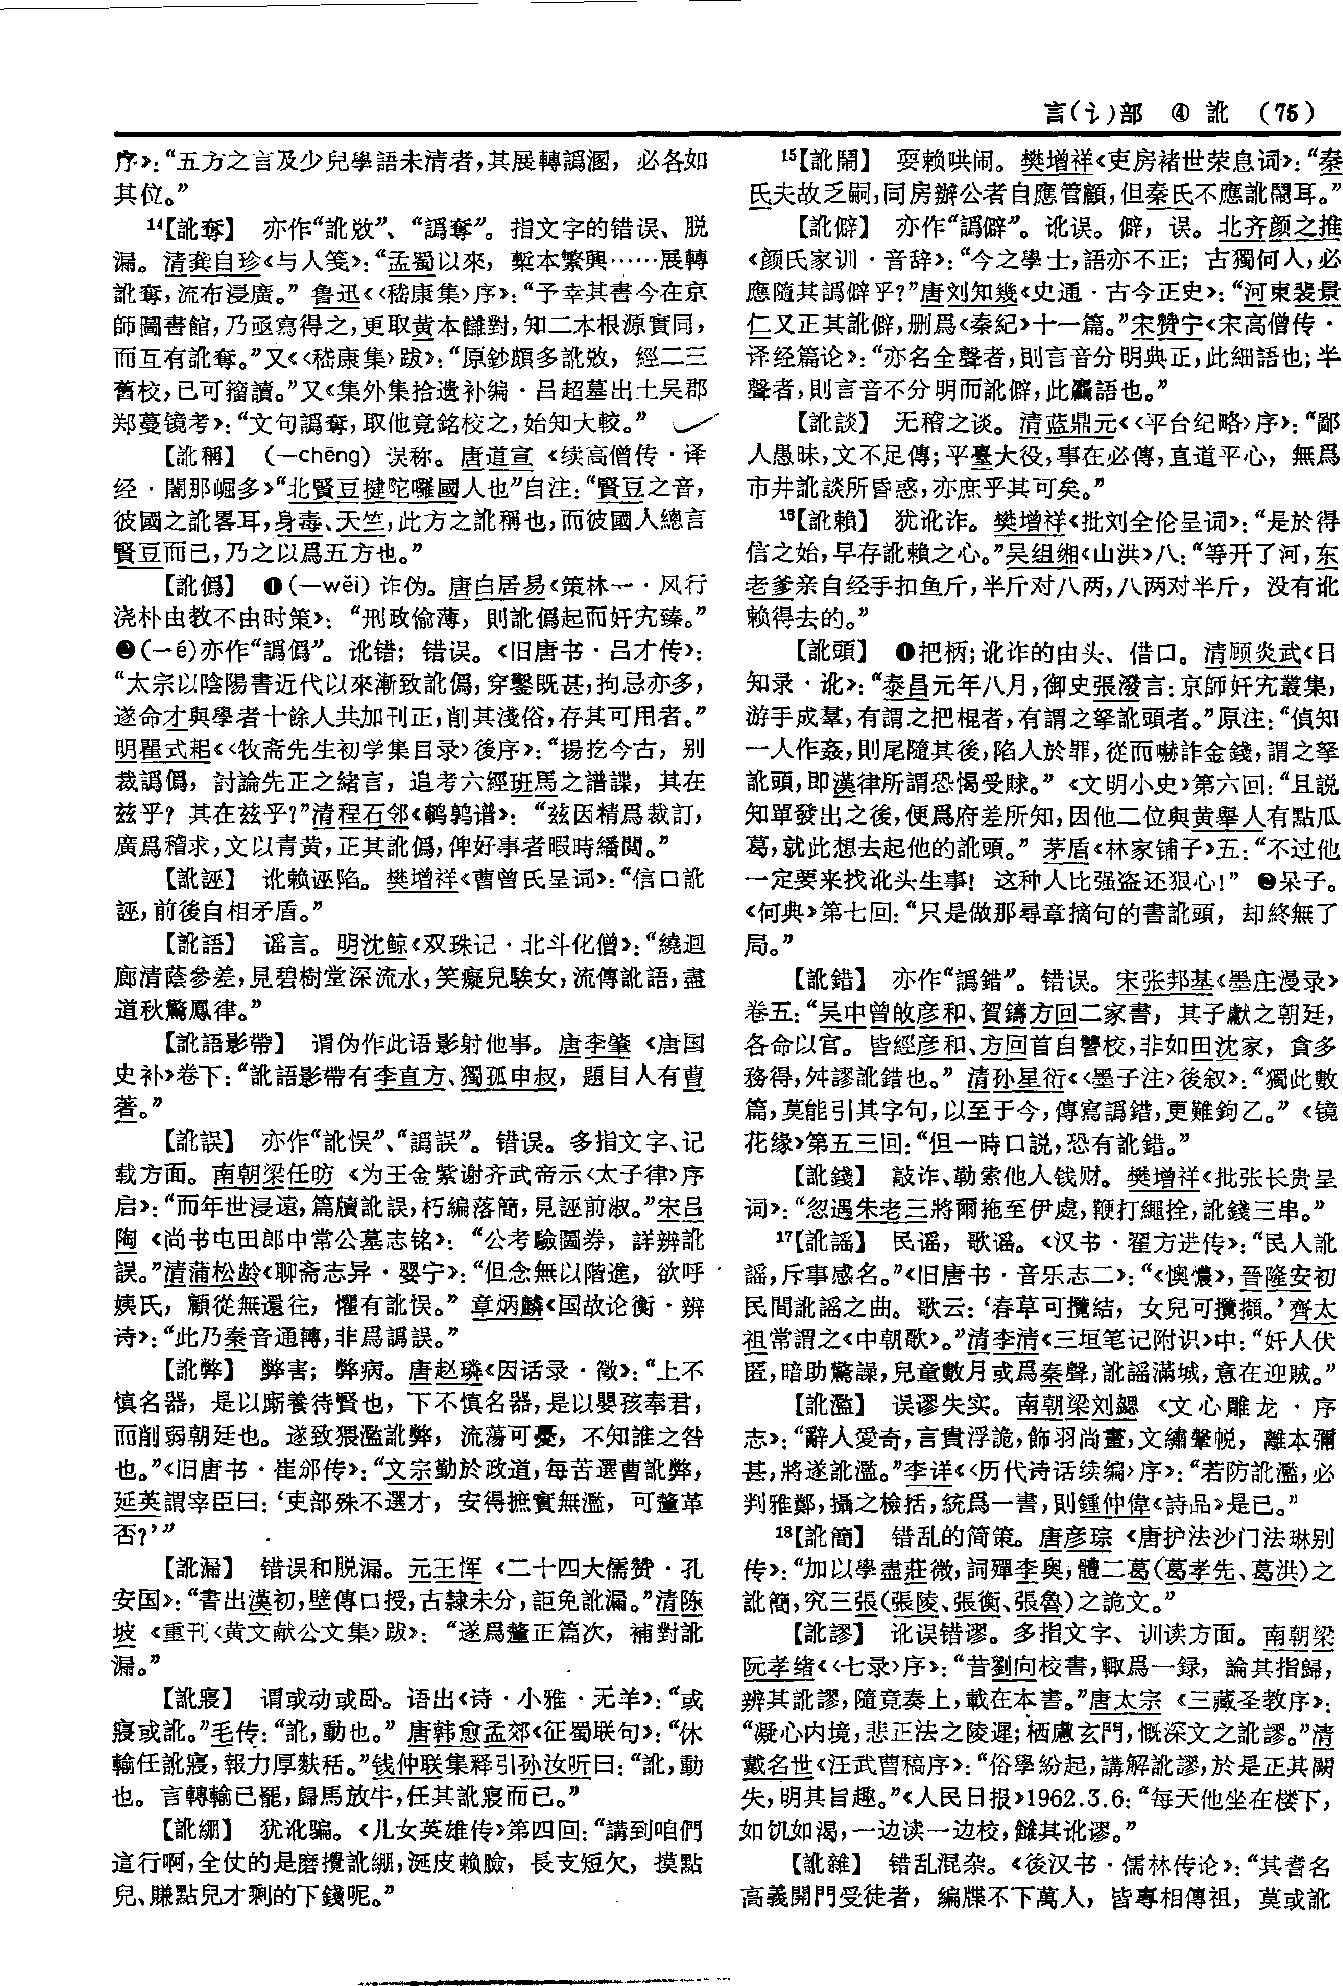 言(讠)部　④　訛　(75)
序》：“五方之言及少兒學語未清者，其展轉譌溷，必各如
其位。”
14【訛奪】　亦作“訛敚”、“譌奪”。指文字的错误、脱
漏。清龚自珍《与人笺》：“孟蜀以來，槧本繁興……展轉
訛奪，流布浸廣。”鲁迅《〈嵇康集〉序》：“予幸其書今在京
師圖書館，乃亟寫得之，更取黄本讎對，知二本根源實同，
而互有訛奪。”又《〈嵇康集〉跋》：“原鈔頗多訛敚，經二三
舊校，已可籀讀。”又《集外集拾遗补编·吕超墓出土吴郡
郑蔓镜考》：“文句譌奪，取他竟銘校之，始知大較。”
【訛稱】　(—chēng)误称。唐道宣《续高僧传·译
经·闍那崛多》“北賢豆揵陀囉國人也”自注：“賢豆之音，
彼國之訛畧耳，身毒、天竺，此方之訛稱也，而彼國人總言
賢豆而已，乃之以爲五方也。”
【訛僞】　❶(—wěi)诈伪。唐白居易《策林一·风行
浇朴由教不由时策》：“刑政偷薄，則訛僞起而奸宄臻。”
❷(—é)亦作“譌僞”。讹错；错误。《旧唐书·吕才传》：
“太宗以陰陽書近代以來漸致訛僞，穿鑿既甚，拘忌亦多，
遂命才與學者十餘人共加刊正，削其淺俗，存其可用者。”
明瞿式耜《〈牧斋先生初学集目录〉後序》：“揚扢今古，别
裁譌僞，討論先正之緒言，追考六經班馬之譜諜，其在
兹乎？其在兹乎？”清程石邻《鹌鹑谱》：“兹因精爲裁訂，
廣爲稽求，文以青黄，正其訛僞，俾好事者暇時繙閲。”
【訛誣】　讹赖诬陷。樊增祥《曹曾氏呈词》：“信口訛
誣，前後自相矛盾。”
【訛語】　谣言。明沈鲸《双珠记·北斗化僧》：“繞迴
廊清蔭參差，見碧樹堂深流水，笑癡兒騃女，流傳訛語，盡
道秋驚鳳律。”
【訛語影帶】　谓伪作此语影射他事。唐李肇《唐国
史补》卷下：“訛語影帶有李直方、獨孤申叔，題目人有曹
著。”
【訛誤】　亦作“訛悮”、“譌誤”。错误。多指文字、记
载方面。南朝梁任昉《为王金紫谢齐武帝示〈太子律〉序
启》：“而年世浸遠，篇牘訛誤，朽編落簡，見誣前淑。”宋吕
陶《尚书屯田郎中常公墓志铭》：“公考驗圖券，詳辨訛
誤。”清蒲松龄《聊斋志异·婴宁》：“但念無以階進，欲呼
姨氏，顧從無還往，懼有訛悮。”章炳麟《国故论衡·辨
诗》：“此乃秦音通轉，非爲譌誤。”
【訛弊】　弊害；弊病。唐赵璘《因话录·徵》：“上不
慎名器，是以廝養待賢也，下不慎名器，是以嬰孩奉君，
而削弱朝廷也。遂致猥濫訛弊，流蕩可憂，不知誰之咎
也。”《旧唐书·崔郧传》：“文宗勤於政道，每苦選曹訛弊，
延英謂宰臣曰：‘吏部殊不選才，安得摭實無濫，可釐革
否？’”
【訛漏】　错误和脱漏。元王恽《二十四大儒赞·孔
安国》：“書出漢初，壁傳口授，古隸未分，詎免訛漏。”清陈
坡《重刊〈黄文献公文集〉跋》：“遂爲釐正篇次，補對訛
漏。”
【訛寢】　谓或动或卧。语出《诗·小雅·无羊》：“或
寢或訛。”毛传：“訛，動也。”唐韩愈孟郊《征蜀联句》：“休
輸任訛寢，報力厚麩秳。”钱仲联集释引孙汝听曰：“訛，動
也。言轉輸已罷，歸馬放牛，任其訛寢而已。”
【訛綳】　犹讹骗。《儿女英雄传》第四回：“講到咱們
這行啊，全仗的是磨攪訛綳，涎皮赖臉，長支短欠，摸點
兒、賺點兒才剩的下錢呢。”
15【訛鬧】　耍赖哄闹。樊增祥《吏房褚世荣息词》：“秦
氏夫故乏嗣，同房辦公者自應管顧，但秦氏不應訛鬧耳。”
【訛僻】　亦作“譌僻”。讹误。僻，误。北齐颜之推
《颜氏家训·音辞》：“今之學士，語亦不正；古獨何人，必
應隨其譌僻乎？”唐刘知幾《史通·古今正史》：“河東裴景
仁又正其訛僻，删爲《秦紀》十一篇。”宋赞宁《宋高僧传·
译经篇论》：“亦名全聲者，則言音分明典正，此細語也；半
聲者，則言音不分明而訛僻，此麤語也。”
【訛談】　无稽之谈。清蓝鼎元《〈平台纪略〉序》：“鄙
人愚昧，文不足傳；平臺大役，事在必傳，直道平心，無爲
市井訛談所昏惑，亦庶乎其可矣。”
16【訛賴】　犹讹诈。樊增祥《批刘全伦呈词》：“是於得
信之始，早存訛賴之心。”吴组缃《山洪》八：“等开了河，东
老爹亲自经手扣鱼斤，半斤对八两，八两对半斤，没有讹
赖得去的。”
【訛頭】　❶把柄；讹诈的由头、借口。清顾炎武《日
知录·讹》：“泰昌元年八月，御史張潑言：京師奸宄叢集，
游手成羣，有謂之把棍者，有謂之拏訛頭者。”原注：“偵知
一人作姦，則尾隨其後，陷人於罪，從而嚇詐金錢，謂之拏
訛頭，即漢律所謂恐愒受賕。”《文明小史》第六回：“且説
知單發出之後，便爲府差所知，因他二位與黄舉人有點瓜
葛，就此想去起他的訛頭。”茅盾《林家铺子》五：“不过他
一定要来找讹头生事！这种人比强盗还狠心！”❷呆子。
《何典》第七回：“只是做那尋章摘句的書訛頭，却終無了
局。”
【訛錯】　亦作“譌錯”。错误。宋张邦基《墨庄漫录》
卷五：“吴中曾旼彦和、賀鑄方回二家書，其子獻之朝廷，
各命以官。皆經彦和、方回首自讐校，非如田沈家，貪多
務得，舛謬訛錯也。”清孙星衍《〈墨子注〉後叙》：“獨此數
篇，莫能引其字句，以至于今，傳寫譌錯，更難鉤乙。”《镜
花缘》第五三回：“但一時口説，恐有訛錯。”
【訛錢】　敲诈、勒索他人钱财。樊增祥《批张长贵呈
词》：“忽遇朱老三將爾拖至伊處，鞭打繩拴，訛錢三串。”
17【訛謡】　民谣，歌谣。《汉书·翟方进传》：“民人訛
謡，斥事感名。”《旧唐书·音乐志二》：“《懊憹》，晉隆安初
民間訛謡之曲。歌云：‘春草可攬結，女兒可攬擷。’齊太
祖常謂之《中朝歌》。”清李清《三垣笔记附识》中：“奸人伏
匿，暗助驚譟，兒童數月或爲秦聲，訛謡滿城，意在迎賊。”
【訛濫】　误谬失实。南朝梁刘勰《文心雕龙·序
志》：“辭人愛奇，言貴浮詭，飾羽尚畫，文繡鞶帨，離本彌
甚，將遂訛濫。”李详《〈历代诗话续编〉序》：“若防訛濫，必
判雅鄭，攝之檢括，統爲一書，則鍾仲偉《詩品》是已。”
18【訛簡】　错乱的简策。唐彦琮《唐护法沙门法琳别
传》：“加以學盡莊微，詞殫李奥，體二葛(葛孝先、葛洪)之
訛簡，究三張(張陵、張衡、張魯)之詭文。”
【訛謬】　讹误错谬。多指文字、训读方面。南朝梁
阮孝绪《〈七录〉序》：“昔劉向校書，輒爲一録，論其指歸，
辨其訛謬，隨竟奏上，載在本書。”唐太宗《三藏圣教序》：
“凝心内境，悲正法之陵遲；栖慮玄門，慨深文之訛謬。”清
戴名世《汪武曹稿序》：“俗學紛起，講解訛謬，於是正其闕
失，明其旨趣。”《人民日报》1962.3.6：“每天他坐在楼下，
如饥如渴，一边读一边校，雠其讹谬。”
【訛雜】　错乱混杂。《後汉书·儒林传论》：“其耆名
高義開門受徒者，編牒不下萬人，皆專相傳祖，莫或訛